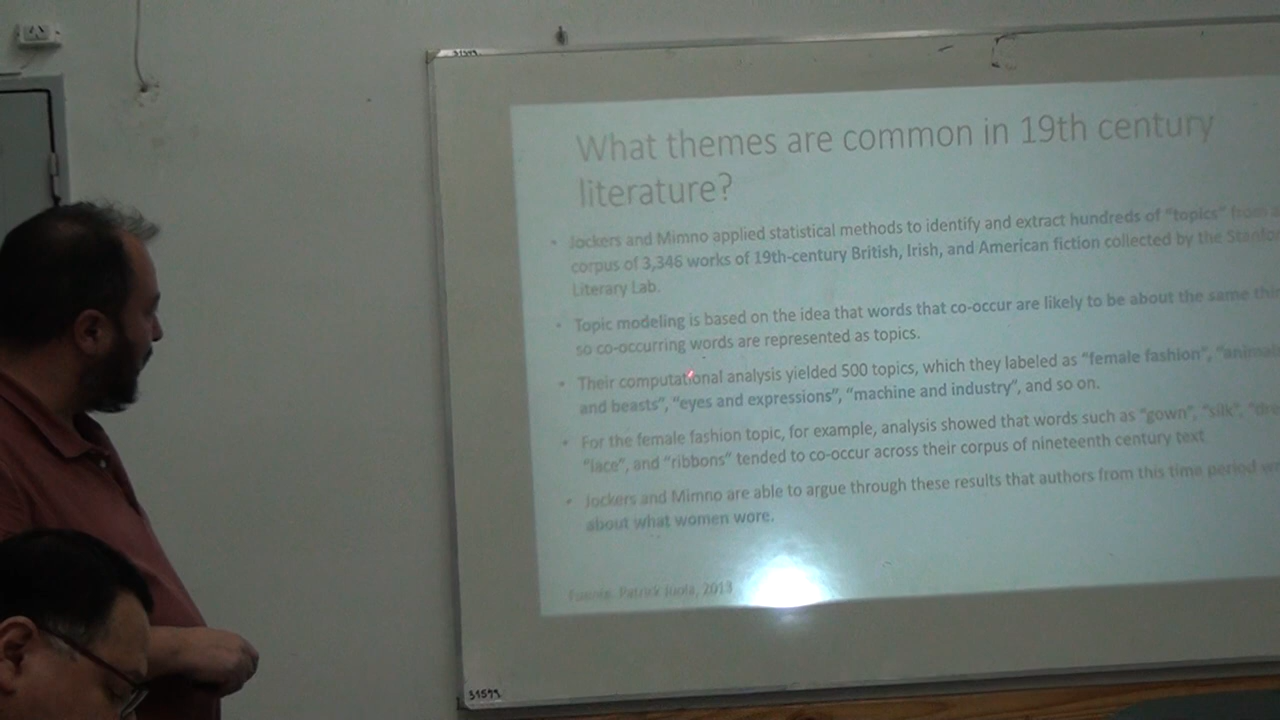 31599
What themes are common in 19th century
literature?
• Jockers and Mimno applied statistical methods to identify and extract hundreds of “topics” from a
corpus of 3,346 works of 19th-century British, Irish, and American fiction collected by the
Literary Lab.
• Topic modeling is based on the idea that words that co-occur are likely to be about the same
so co-occurring words are represented as topics.
• Their computational analysis yielded 500 topics, which they labeled as “female fashion”,
and beasts”, “eyes and expressions”, “machine and industry”, and so on.
• For the female fashion topic, for example, analysis showed that words such as “gown”, “silk”,
“lace”, and “ribbons” tended to co-occur across their corpus of nineteenth century text
• Jockers and Mimno are able to argue through these results that authors from this time period
about what women wore.
Fuente: Patrick Juola, 2013
31599